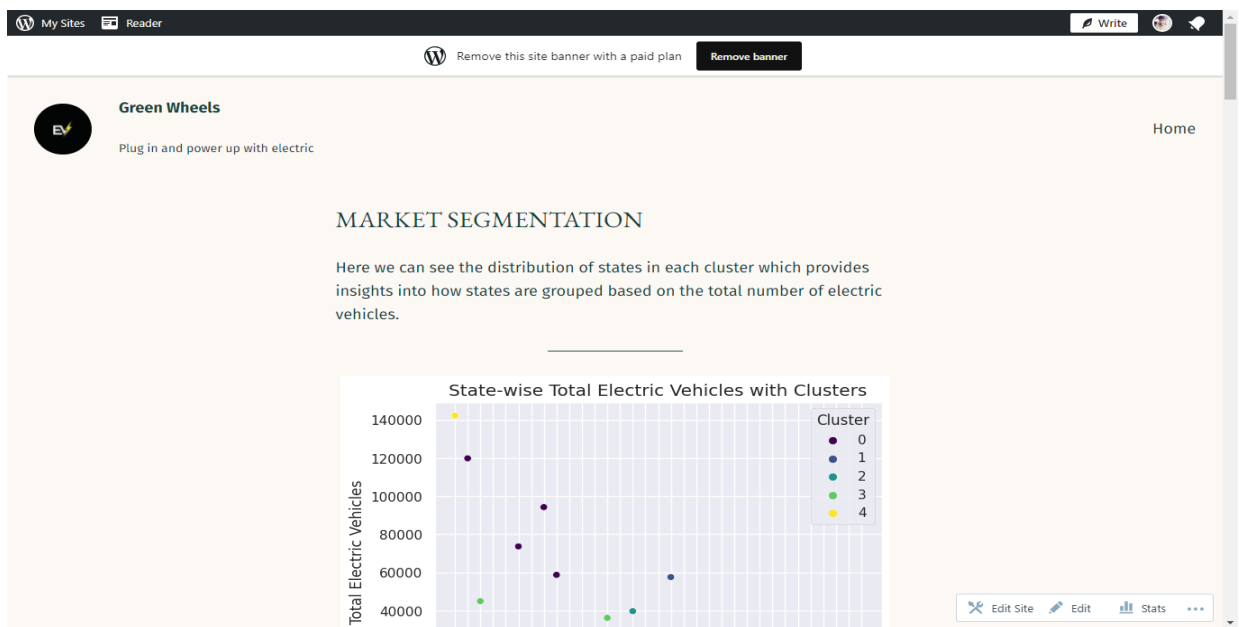 My Sites Reader Write
Remove this site banner with a paid plan Remove banner
Green Wheels
EV
Home
Plug in and power up with electric
MARKET SEGMENTATION
Here we can see the distribution of states in each cluster which provides
insights into how states are grouped based on the total number of electric
vehicles.
State-wise Total Electric Vehicles with Clusters
Total Electric Vehicles
140000
120000
100000
80000
60000
40000
Cluster
0
1
2
3
4
Edit Site Edit Stats